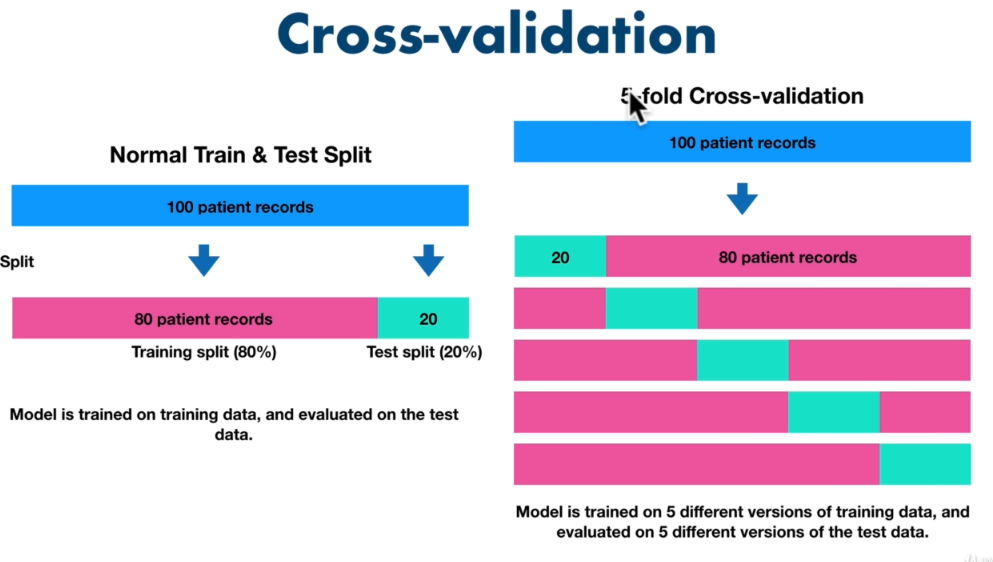 Cross-validation
Normal Train & Test Split
100 patient records
Split
80 patient records
20
Training split (80%)
Test split (20%)
Model is trained on training data, and evaluated on the test
data.
5-fold Cross-validation
100 patient records
20
80 patient records
Model is trained on 5 different versions of training data, and
evaluated on 5 different versions of the test data.